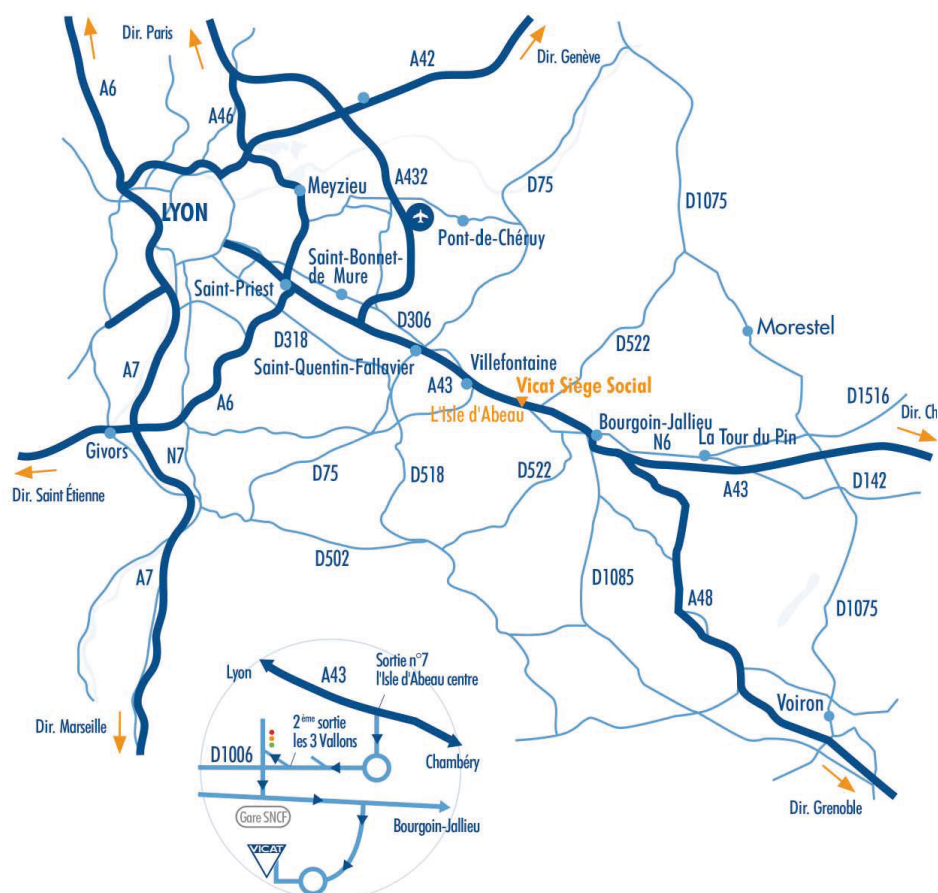 Dir. Paris
A6
A46
A42
Dir. Genève
A432
D75
D1075
Meyzieu
LYON
Pont-de-Chéruy
Saint-Bonnet-
de Mure
Saint-Priest
D306
Morestel
D318
D522
Saint-Quentin-Fallavier
Villefontaine
A7
A43
Vicat Siège Social
L'Isle d'Abeau
D1516
A6
Bourgoin-Jallieu
Dir. Ch
N6
La Tour du Pin
Givors
N7
D75
D518
D522
A43
D142
Dir. Saint Étienne
D502
A7
D1085
A48
D1075
Sortie n°7
l'Isle d'Abeau centre
Lyon
A43
Voiron
Dir. Marseille
2ème sortie
les 3 Vallons
D1006
Chambéry
Dir. Grenoble
Gare SNCF
Bourgoin-Jallieu
VICAT